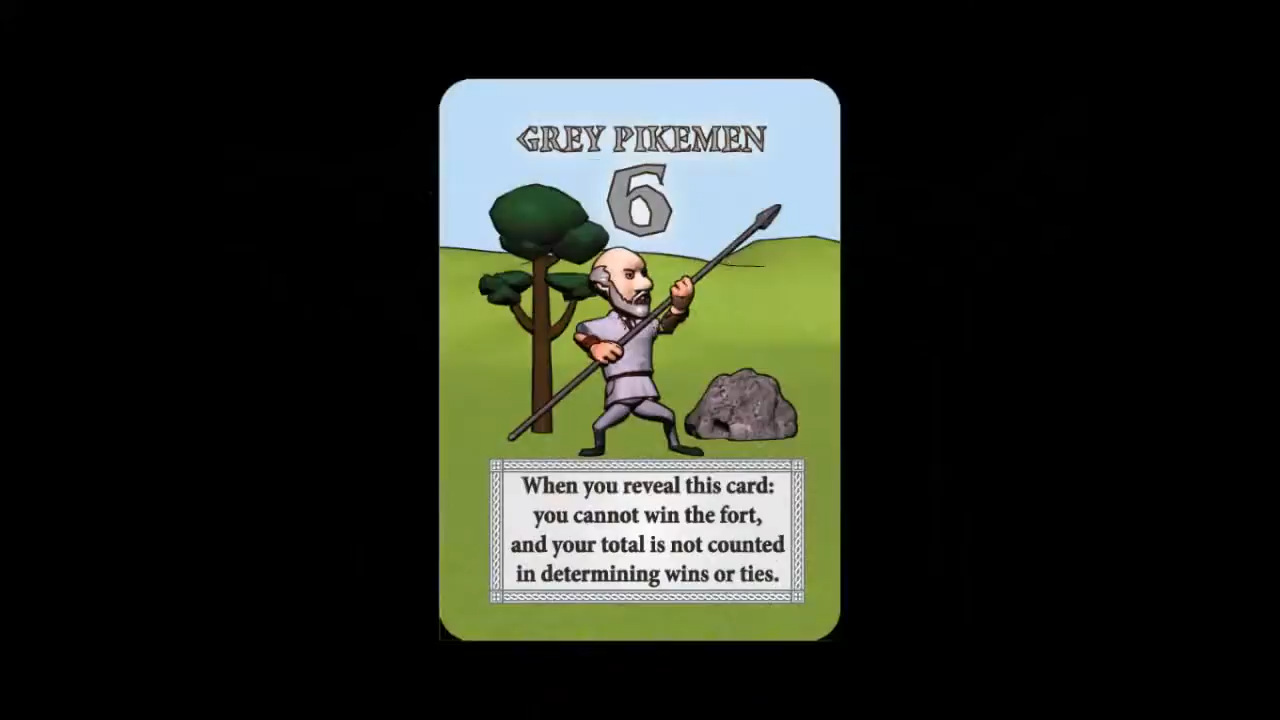 GREY PIKEMEN
6
When you reveal this card:
you cannot win the fort,
and your total is not counted
in determining wins or ties.